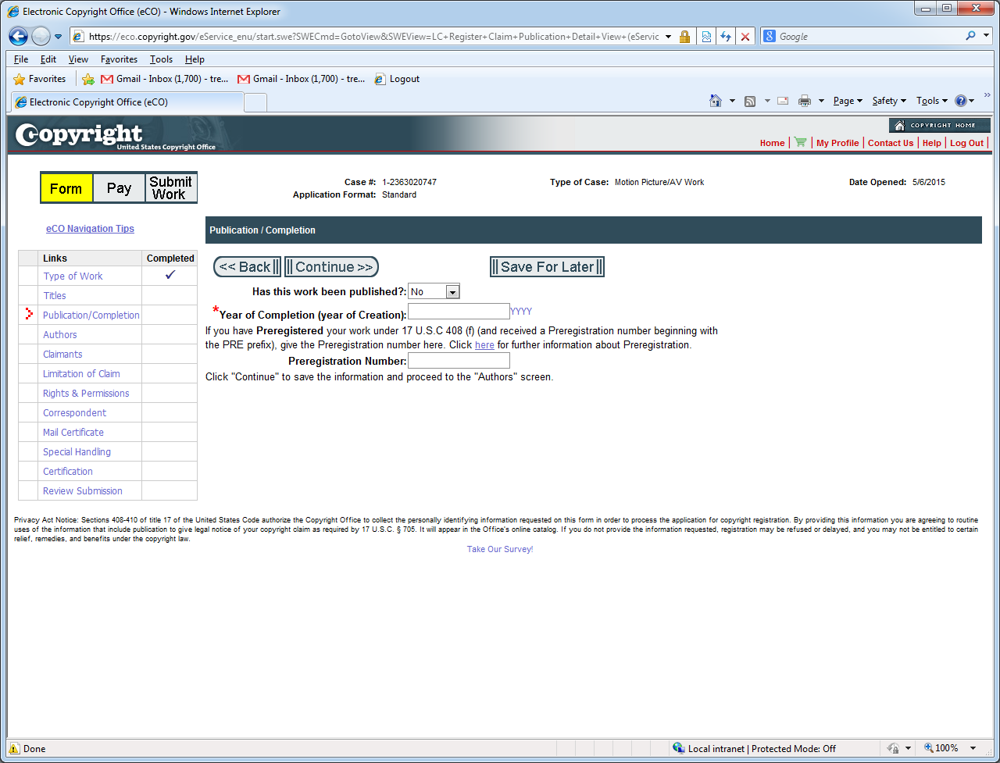 Electronic Copyright Office (eCO) - Windows Internet Explorer
https://eco.copyright.gov/eService_enu/start.swe?SWECmd=GotoView&SWEView=LC+Register+Claim+Publication+Detail+View+(eServic
Google
File Edit View Favorites Tools Help
Favorites Gmail - Inbox (1,700) - tre... Gmail - Inbox (1,700) - tre... Logout
Electronic Copyright Office (eCO)
Page Safety Tools
Copyright
United States Copyright Office
COPYRIGHT HOME
Home My Profile Contact Us Help Log Out
Form Pay Submit Work
Case #: 1-2363020747 Type of Case: Motion Picture/AV Work Date Opened: 5/6/2015
Application Format: Standard
eCO Navigation Tips
Publication / Completion
Links Completed
Type of Work ✓
Titles
Publication/Completion
Authors
Claimants
Limitation of Claim
Rights & Permissions
Correspondent
Mail Certificate
Special Handling
Certification
Review Submission
<< Back Continue >> Save For Later
Has this work been published?: No
*Year of Completion (year of Creation): YYYY
If you have Preregistered your work under 17 U.S.C 408 (f) (and received a Preregistration number beginning with
the PRE prefix), give the Preregistration number here. Click here for further information about Preregistration.
Preregistration Number:
Click "Continue" to save the information and proceed to the "Authors" screen.
Privacy Act Notice: Sections 408-410 of title 17 of the United States Code authorize the Copyright Office to collect the personally identifying information requested on this form in order to process the application for copyright registration. By providing this information you are agreeing to routine
uses of the information that include publication to give legal notice of your copyright claim as required by 17 U.S.C. § 705. It will appear in the Office's online catalog. If you do not provide the information requested, registration may be refused or delayed, and you may not be entitled to certain
relief, remedies, and benefits under the copyright law.
Take Our Survey!
Done Local intranet | Protected Mode: Off 100%